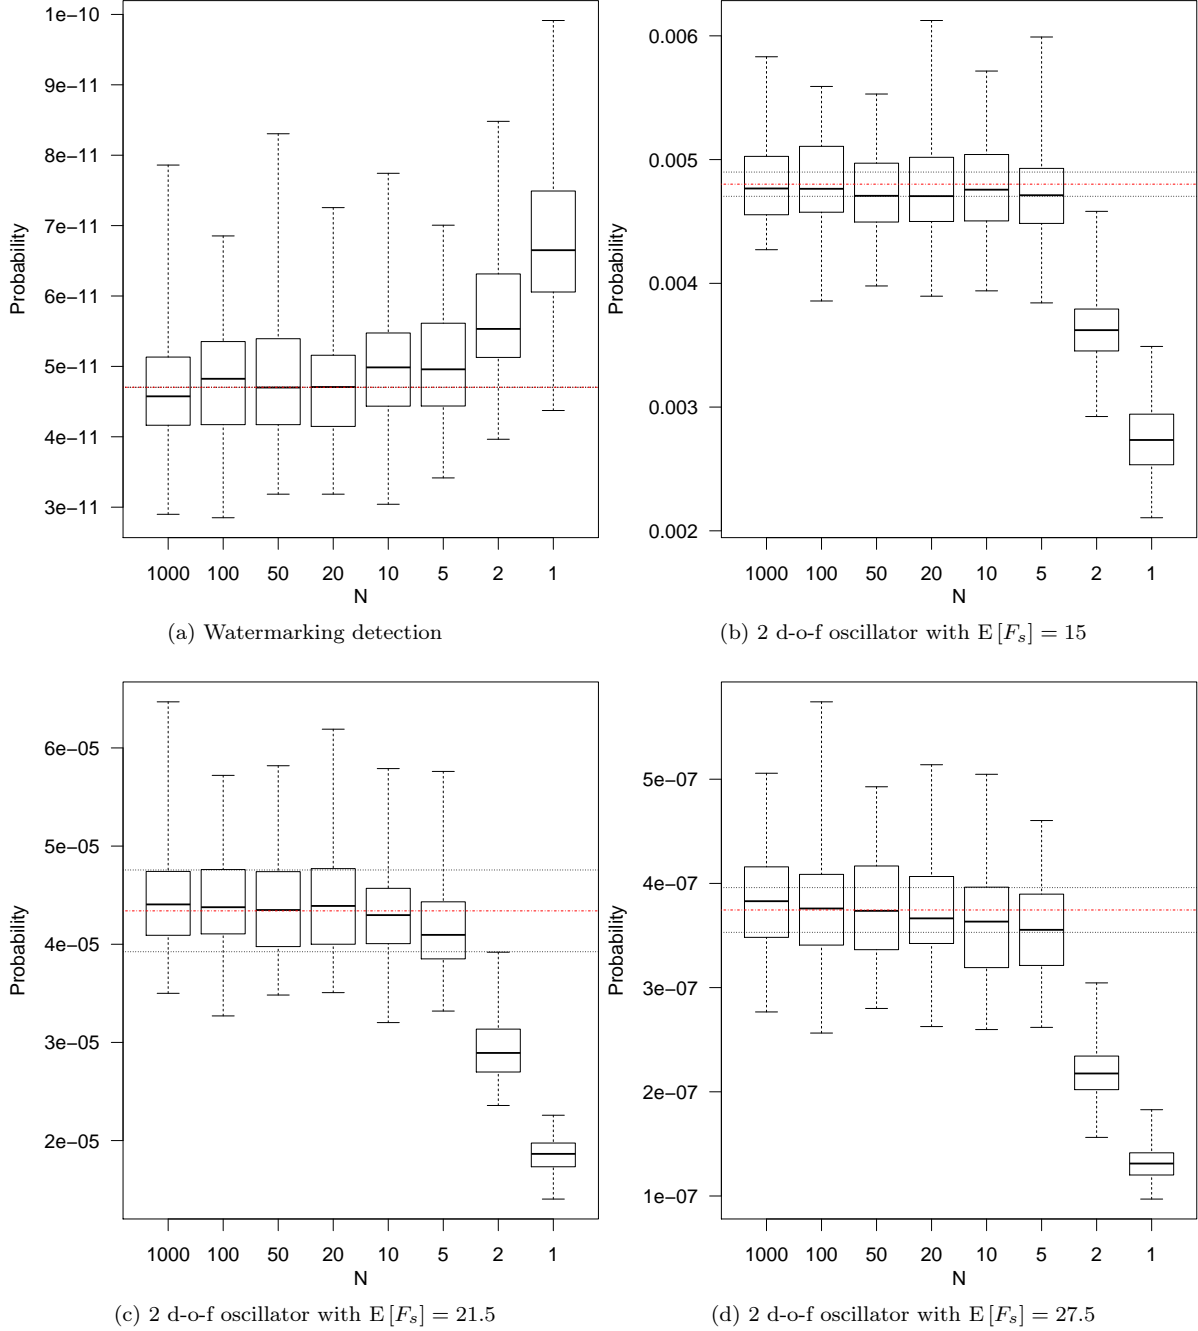 1e−10
9e−11
8e−11
7e−11
6e−11
5e−11
4e−11
3e−11
Probability
1000 100 50 20 10 5 2 1
N
(a) Watermarking detection
0.006
0.005
0.004
0.003
0.002
Probability
1000 100 50 20 10 5 2 1
N
(b) 2 d-o-f oscillator with E [F_s] = 15
6e−05
5e−05
4e−05
3e−05
2e−05
Probability
1000 100 50 20 10 5 2 1
N
(c) 2 d-o-f oscillator with E [F_s] = 21.5
5e−07
4e−07
3e−07
2e−07
1e−07
Probability
1000 100 50 20 10 5 2 1
N
(d) 2 d-o-f oscillator with E [F_s] = 27.5